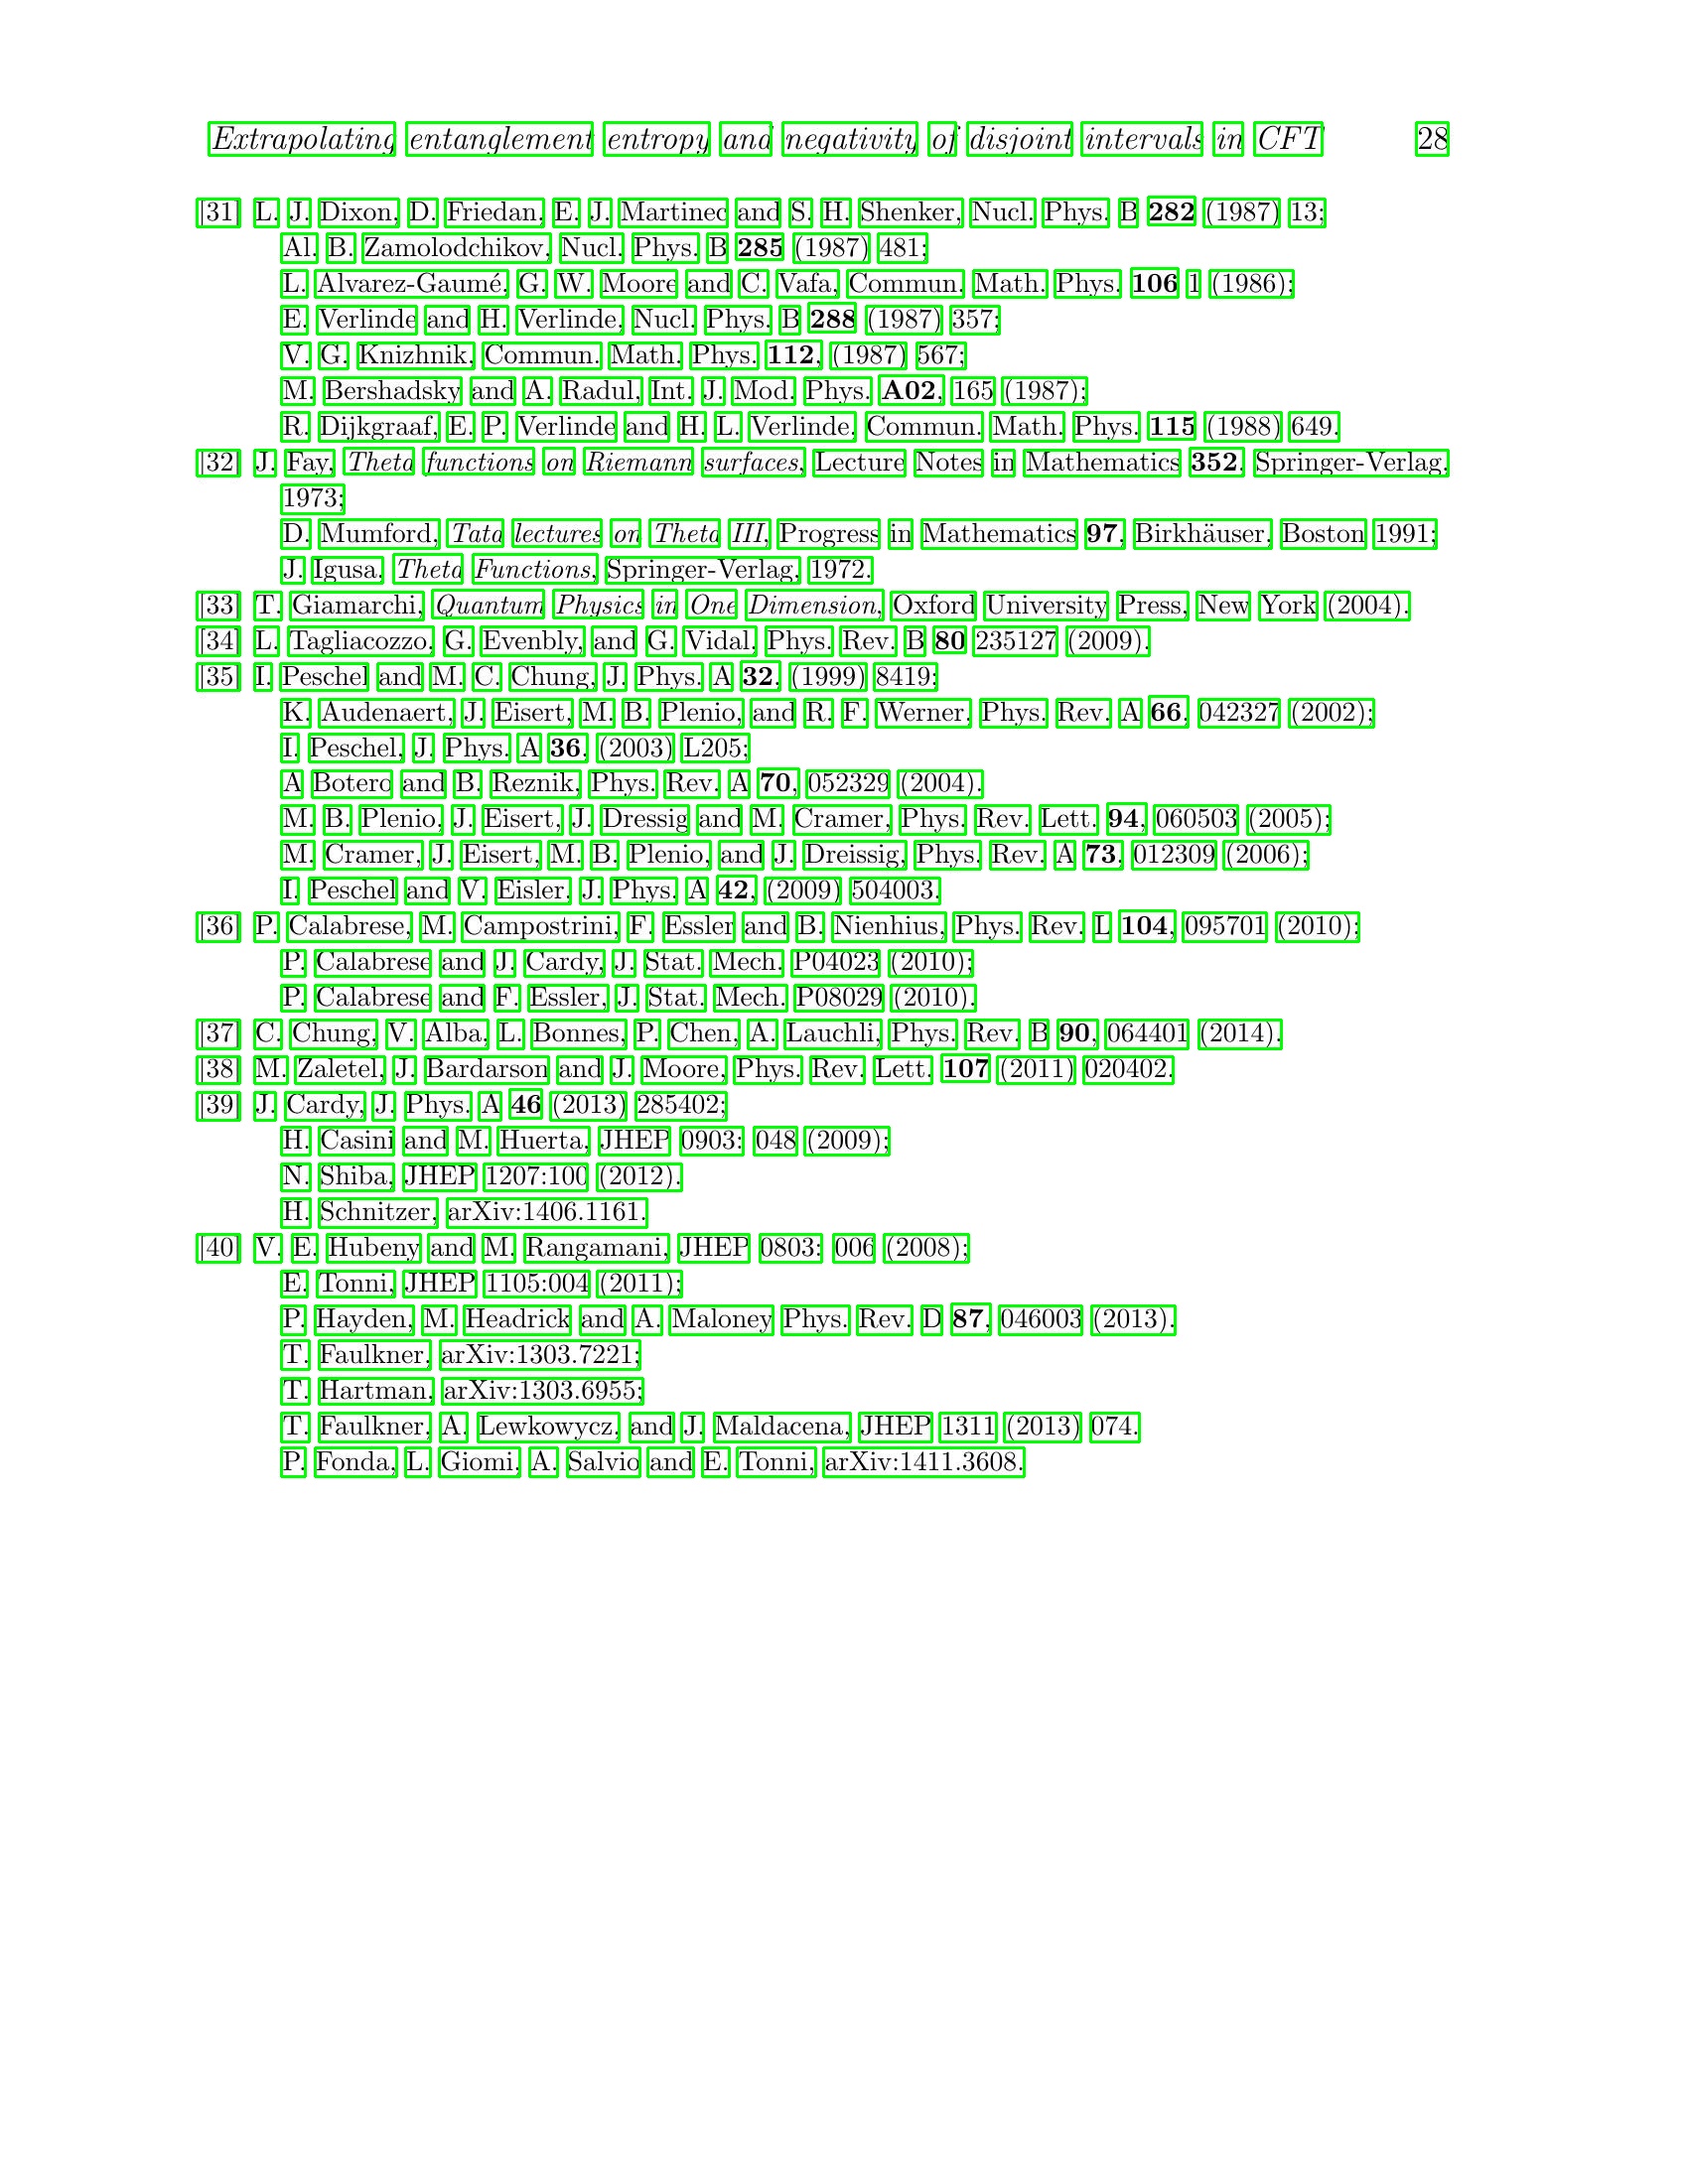 Extrapolating entanglement entropy and negativity of disjoint intervals in CFT 28
[31] L. J. Dixon, D. Friedan, E. J. Martinec and S. H. Shenker, Nucl. Phys. B 282 (1987) 13;
Al. B. Zamolodchikov, Nucl. Phys. B 285 (1987) 481;
L. Alvarez-Gaumé, G. W. Moore and C. Vafa, Commun. Math. Phys. 106 1 (1986);
E. Verlinde and H. Verlinde, Nucl. Phys. B 288 (1987) 357;
V. G. Knizhnik, Commun. Math. Phys. 112, (1987) 567;
M. Bershadsky and A. Radul, Int. J. Mod. Phys. A02, 165 (1987);
R. Dijkgraaf, E. P. Verlinde and H. L. Verlinde, Commun. Math. Phys. 115 (1988) 649.
[32] J. Fay, Theta functions on Riemann surfaces, Lecture Notes in Mathematics 352, Springer-Verlag,
1973;
D. Mumford, Tata lectures on Theta III, Progress in Mathematics 97, Birkhäuser, Boston 1991;
J. Igusa, Theta Functions, Springer-Verlag, 1972.
[33] T. Giamarchi, Quantum Physics in One Dimension, Oxford University Press, New York (2004).
[34] L. Tagliacozzo, G. Evenbly, and G. Vidal, Phys. Rev. B 80 235127 (2009).
[35] I. Peschel and M. C. Chung, J. Phys. A 32, (1999) 8419;
K. Audenaert, J. Eisert, M. B. Plenio, and R. F. Werner, Phys. Rev. A 66, 042327 (2002);
I. Peschel, J. Phys. A 36, (2003) L205;
A Botero and B. Reznik, Phys. Rev. A 70, 052329 (2004).
M. B. Plenio, J. Eisert, J. Dressig and M. Cramer, Phys. Rev. Lett. 94, 060503 (2005);
M. Cramer, J. Eisert, M. B. Plenio, and J. Dreissig, Phys. Rev. A 73, 012309 (2006);
I. Peschel and V. Eisler, J. Phys. A 42, (2009) 504003.
[36] P. Calabrese, M. Campostrini, F. Essler and B. Nienhius, Phys. Rev. L 104, 095701 (2010);
P. Calabrese and J. Cardy, J. Stat. Mech. P04023 (2010);
P. Calabrese and F. Essler, J. Stat. Mech. P08029 (2010).
[37] C. Chung, V. Alba, L. Bonnes, P. Chen, A. Lauchli, Phys. Rev. B 90, 064401 (2014).
[38] M. Zaletel, J. Bardarson and J. Moore, Phys. Rev. Lett. 107 (2011) 020402.
[39] J. Cardy, J. Phys. A 46 (2013) 285402;
H. Casini and M. Huerta, JHEP 0903: 048 (2009);
N. Shiba, JHEP 1207:100 (2012).
H. Schnitzer, arXiv:1406.1161.
[40] V. E. Hubeny and M. Rangamani, JHEP 0803: 006 (2008);
E. Tonni, JHEP 1105:004 (2011);
P. Hayden, M. Headrick and A. Maloney Phys. Rev. D 87, 046003 (2013).
T. Faulkner, arXiv:1303.7221;
T. Hartman, arXiv:1303.6955;
T. Faulkner, A. Lewkowycz, and J. Maldacena, JHEP 1311 (2013) 074.
P. Fonda, L. Giomi, A. Salvio and E. Tonni, arXiv:1411.3608.